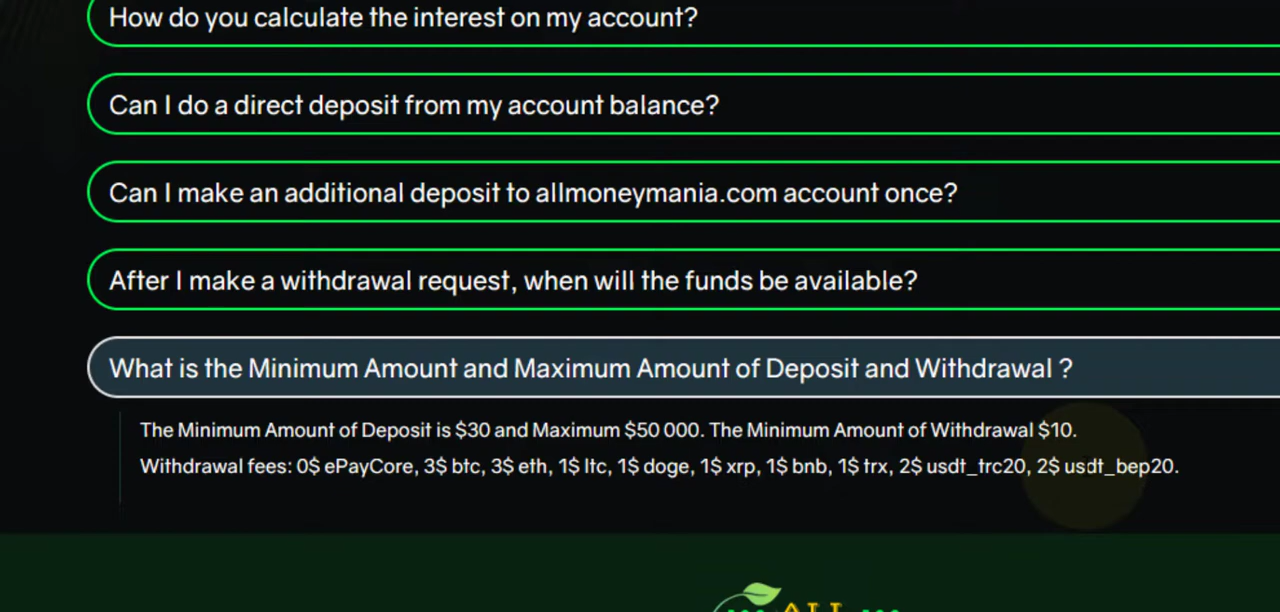 How do you calculate the interest on my account?
Can I do a direct deposit from my account balance?
Can I make an additional deposit to allmoneymania.com account once?
After I make a withdrawal request, when will the funds be available?
What is the Minimum Amount and Maximum Amount of Deposit and Withdrawal ?
The Minimum Amount of Deposit is $30 and Maximum $50 000. The Minimum Amount of Withdrawal $10.
Withdrawal fees: 0$ ePayCore, 3$ btc, 3$ eth, 1$ ltc, 1$ doge, 1$ xrp, 1$ bnb, 1$ trx, 2$ usdt_trc20, 2$ usdt_bep20.
ALL